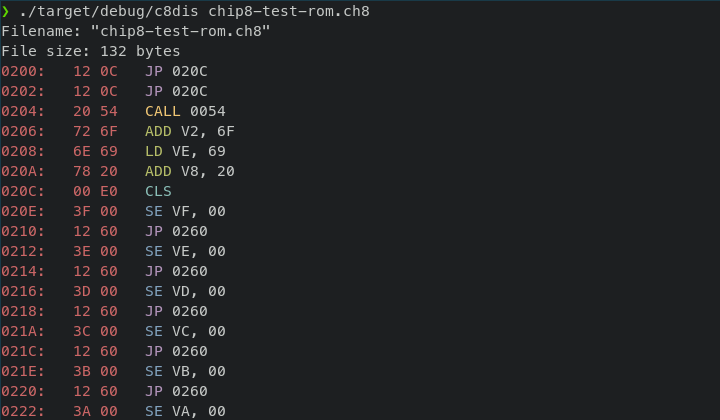 ❯ ./target/debug/c8dis chip8-test-rom.ch8
Filename: "chip8-test-rom.ch8"
File size: 132 bytes
0200:   12 0C   JP 020C
0202:   12 0C   JP 020C
0204:   20 54   CALL 0054
0206:   72 6F   ADD V2, 6F
0208:   6E 69   LD VE, 69
020A:   78 20   ADD V8, 20
020C:   00 E0   CLS
020E:   3F 00   SE VF, 00
0210:   12 60   JP 0260
0212:   3E 00   SE VE, 00
0214:   12 60   JP 0260
0216:   3D 00   SE VD, 00
0218:   12 60   JP 0260
021A:   3C 00   SE VC, 00
021C:   12 60   JP 0260
021E:   3B 00   SE VB, 00
0220:   12 60   JP 0260
0222:   3A 00   SE VA, 00